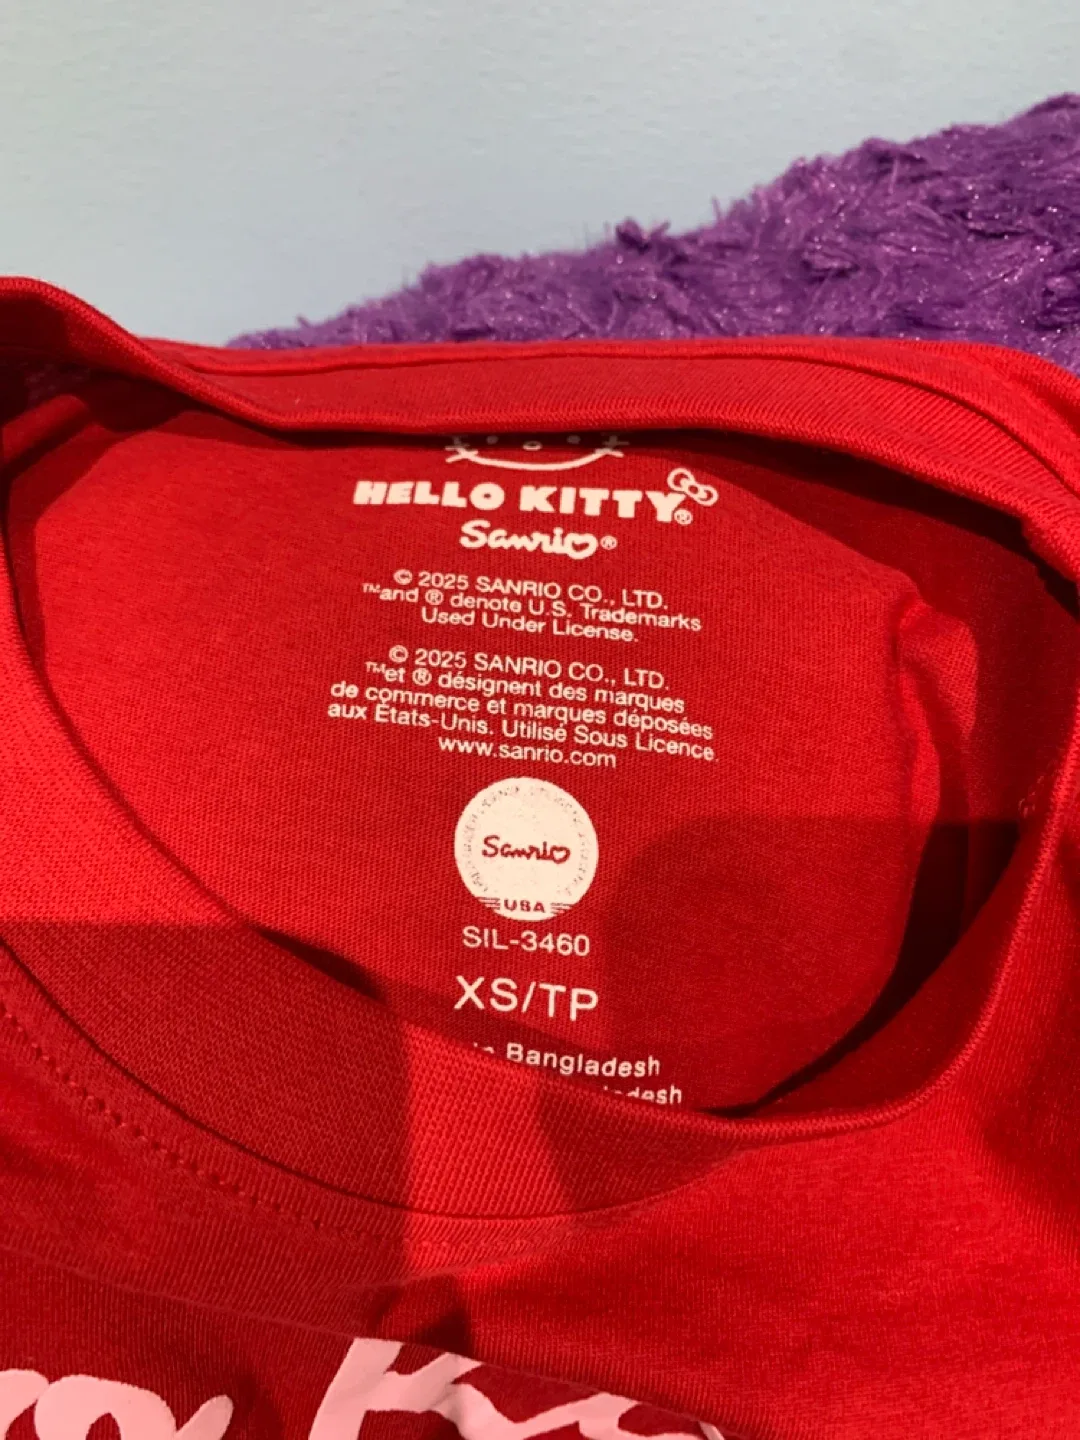 HELLO KITTY®
Sanrio®
© 2025 SANRIO CO., LTD.
™and ® denote U.S. Trademarks
Used Under License.
© 2025 SANRIO CO., LTD.
™et ® désignent des marques
de commerce et marques déposées
aux États-Unis. Utilisé Sous Licence.
www.sanrio.com
Sanrio
USA
SIL-3460
XS/TP
Bangladesh